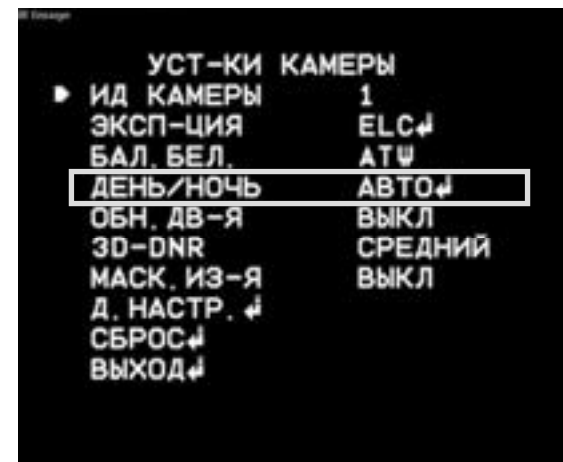 УСТ-КИ КАМЕРЫ
ИД КАМЕРЫ 1
ЭКСП-ЦИЯ ELC↲
БАЛ.БЕЛ. ATW
ДЕНЬ/НОЧЬ АВТО↲
ОБН.ДВ-Я ВЫКЛ
3D-DNR СРЕДНИЙ
МАСК.ИЗ-Я ВЫКЛ
Д.НАСТР.↲
СБРОС↲
ВЫХОД↲